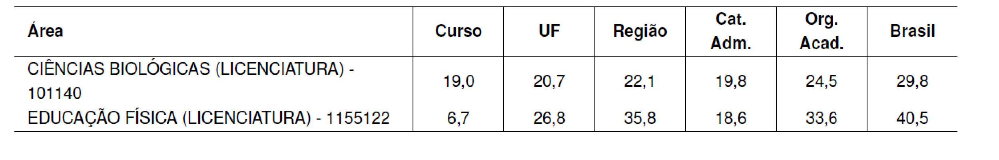 Área Curso UF Região Cat. Adm. Org. Acad. Brasil
CIÊNCIAS BIOLÓGICAS (LICENCIATURA) -
101140 19,0 20,7 22,1 19,8 24,5 29,8
EDUCAÇÃO FÍSICA (LICENCIATURA) - 1155122 6,7 26,8 35,8 18,6 33,6 40,5